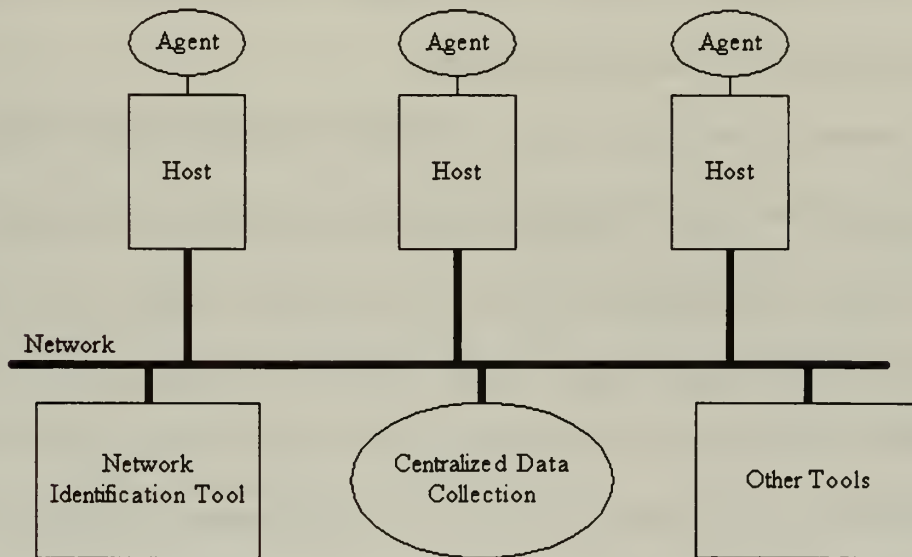 Agent
Agent
Agent
Host
Host
Host
Network
Network
Identification Tool
Centralized Data
Collection
Other Tools